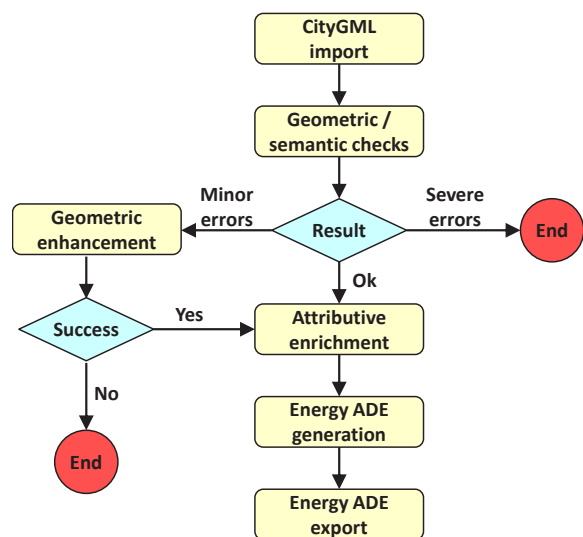 CityGML
import
Geometric /
semantic checks
Minor
errors
Severe
errors
Geometric
enhancement
Result
End
Ok
Success
Yes
Attributive
enrichment
No
Energy ADE
generation
End
Energy ADE
export